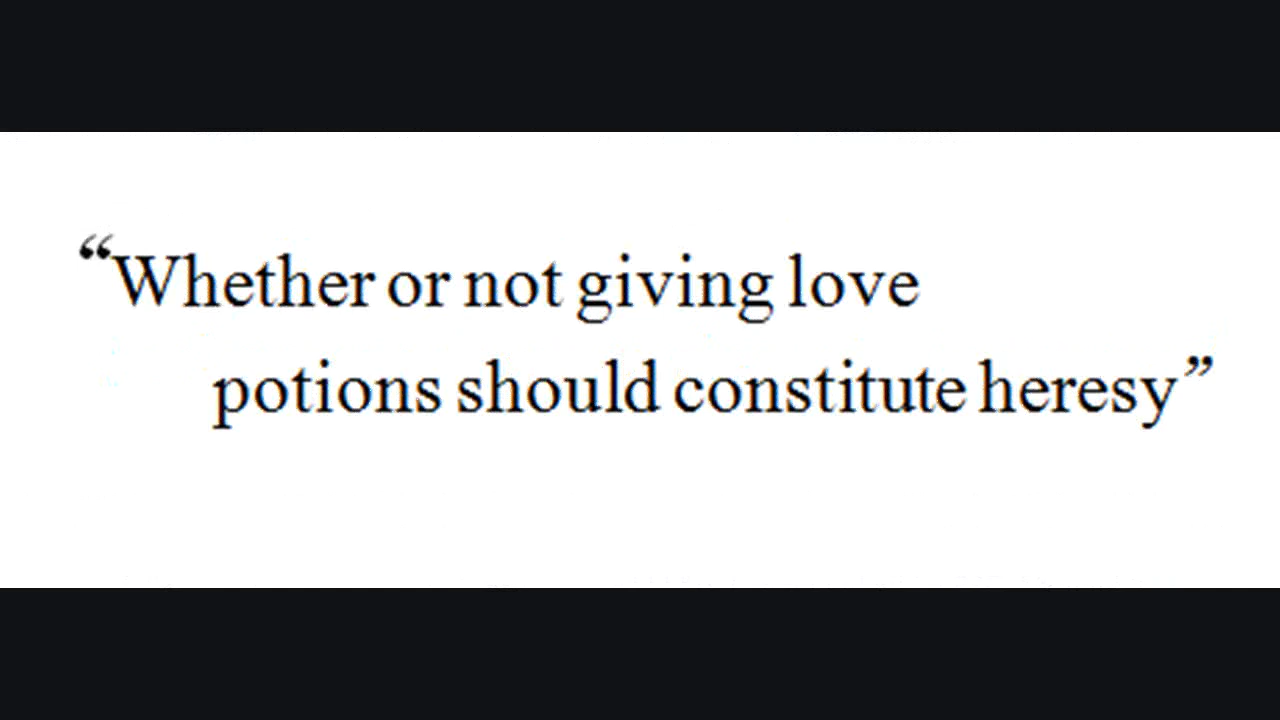 “Whether or not giving love
potions should constitute heresy”